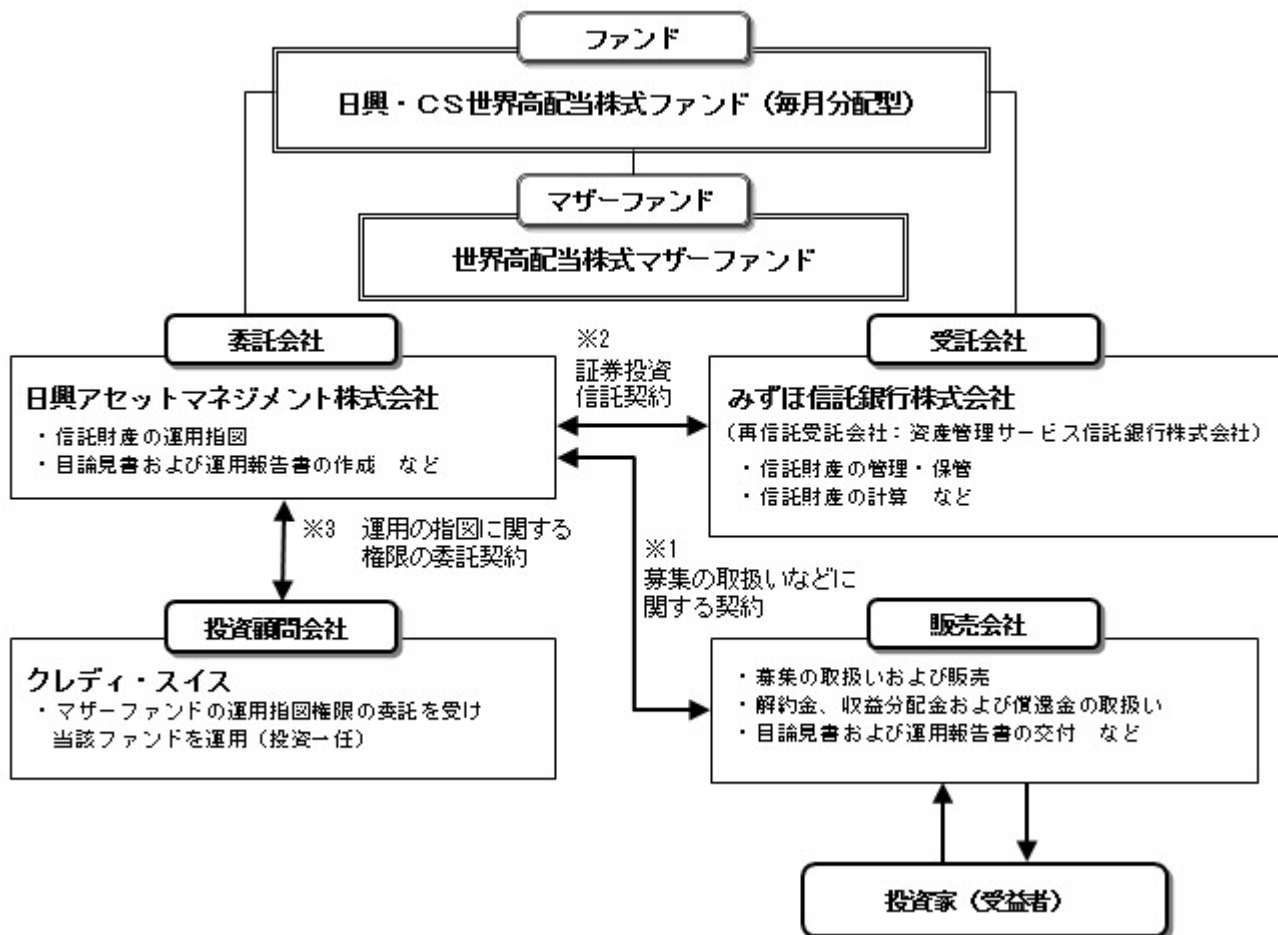 ファンド
日興・ＣＳ世界高配当株式ファンド（毎月分配型）
マザーファンド
世界高配当株式マザーファンド
委託会社
日興アセットマネジメント株式会社
・信託財産の運用指図
・目論見書および運用報告書の作成　など
※2
証券投資
信託契約
受託会社
みずほ信託銀行株式会社
（再信託受託会社：資産管理サービス信託銀行株式会社）
・信託財産の管理・保管
・信託財産の計算　など
※3　運用の指図に関する
権限の委託契約
※1
募集の取扱いなどに
関する契約
投資顧問会社
クレディ・スイス
・マザーファンドの運用指図権限の委託を受け
当該ファンドを運用（投資一任）
販売会社
・募集の取扱いおよび販売
・解約金、収益分配金および償還金の取扱い
・目論見書および運用報告書の交付　など
投資家（受益者）